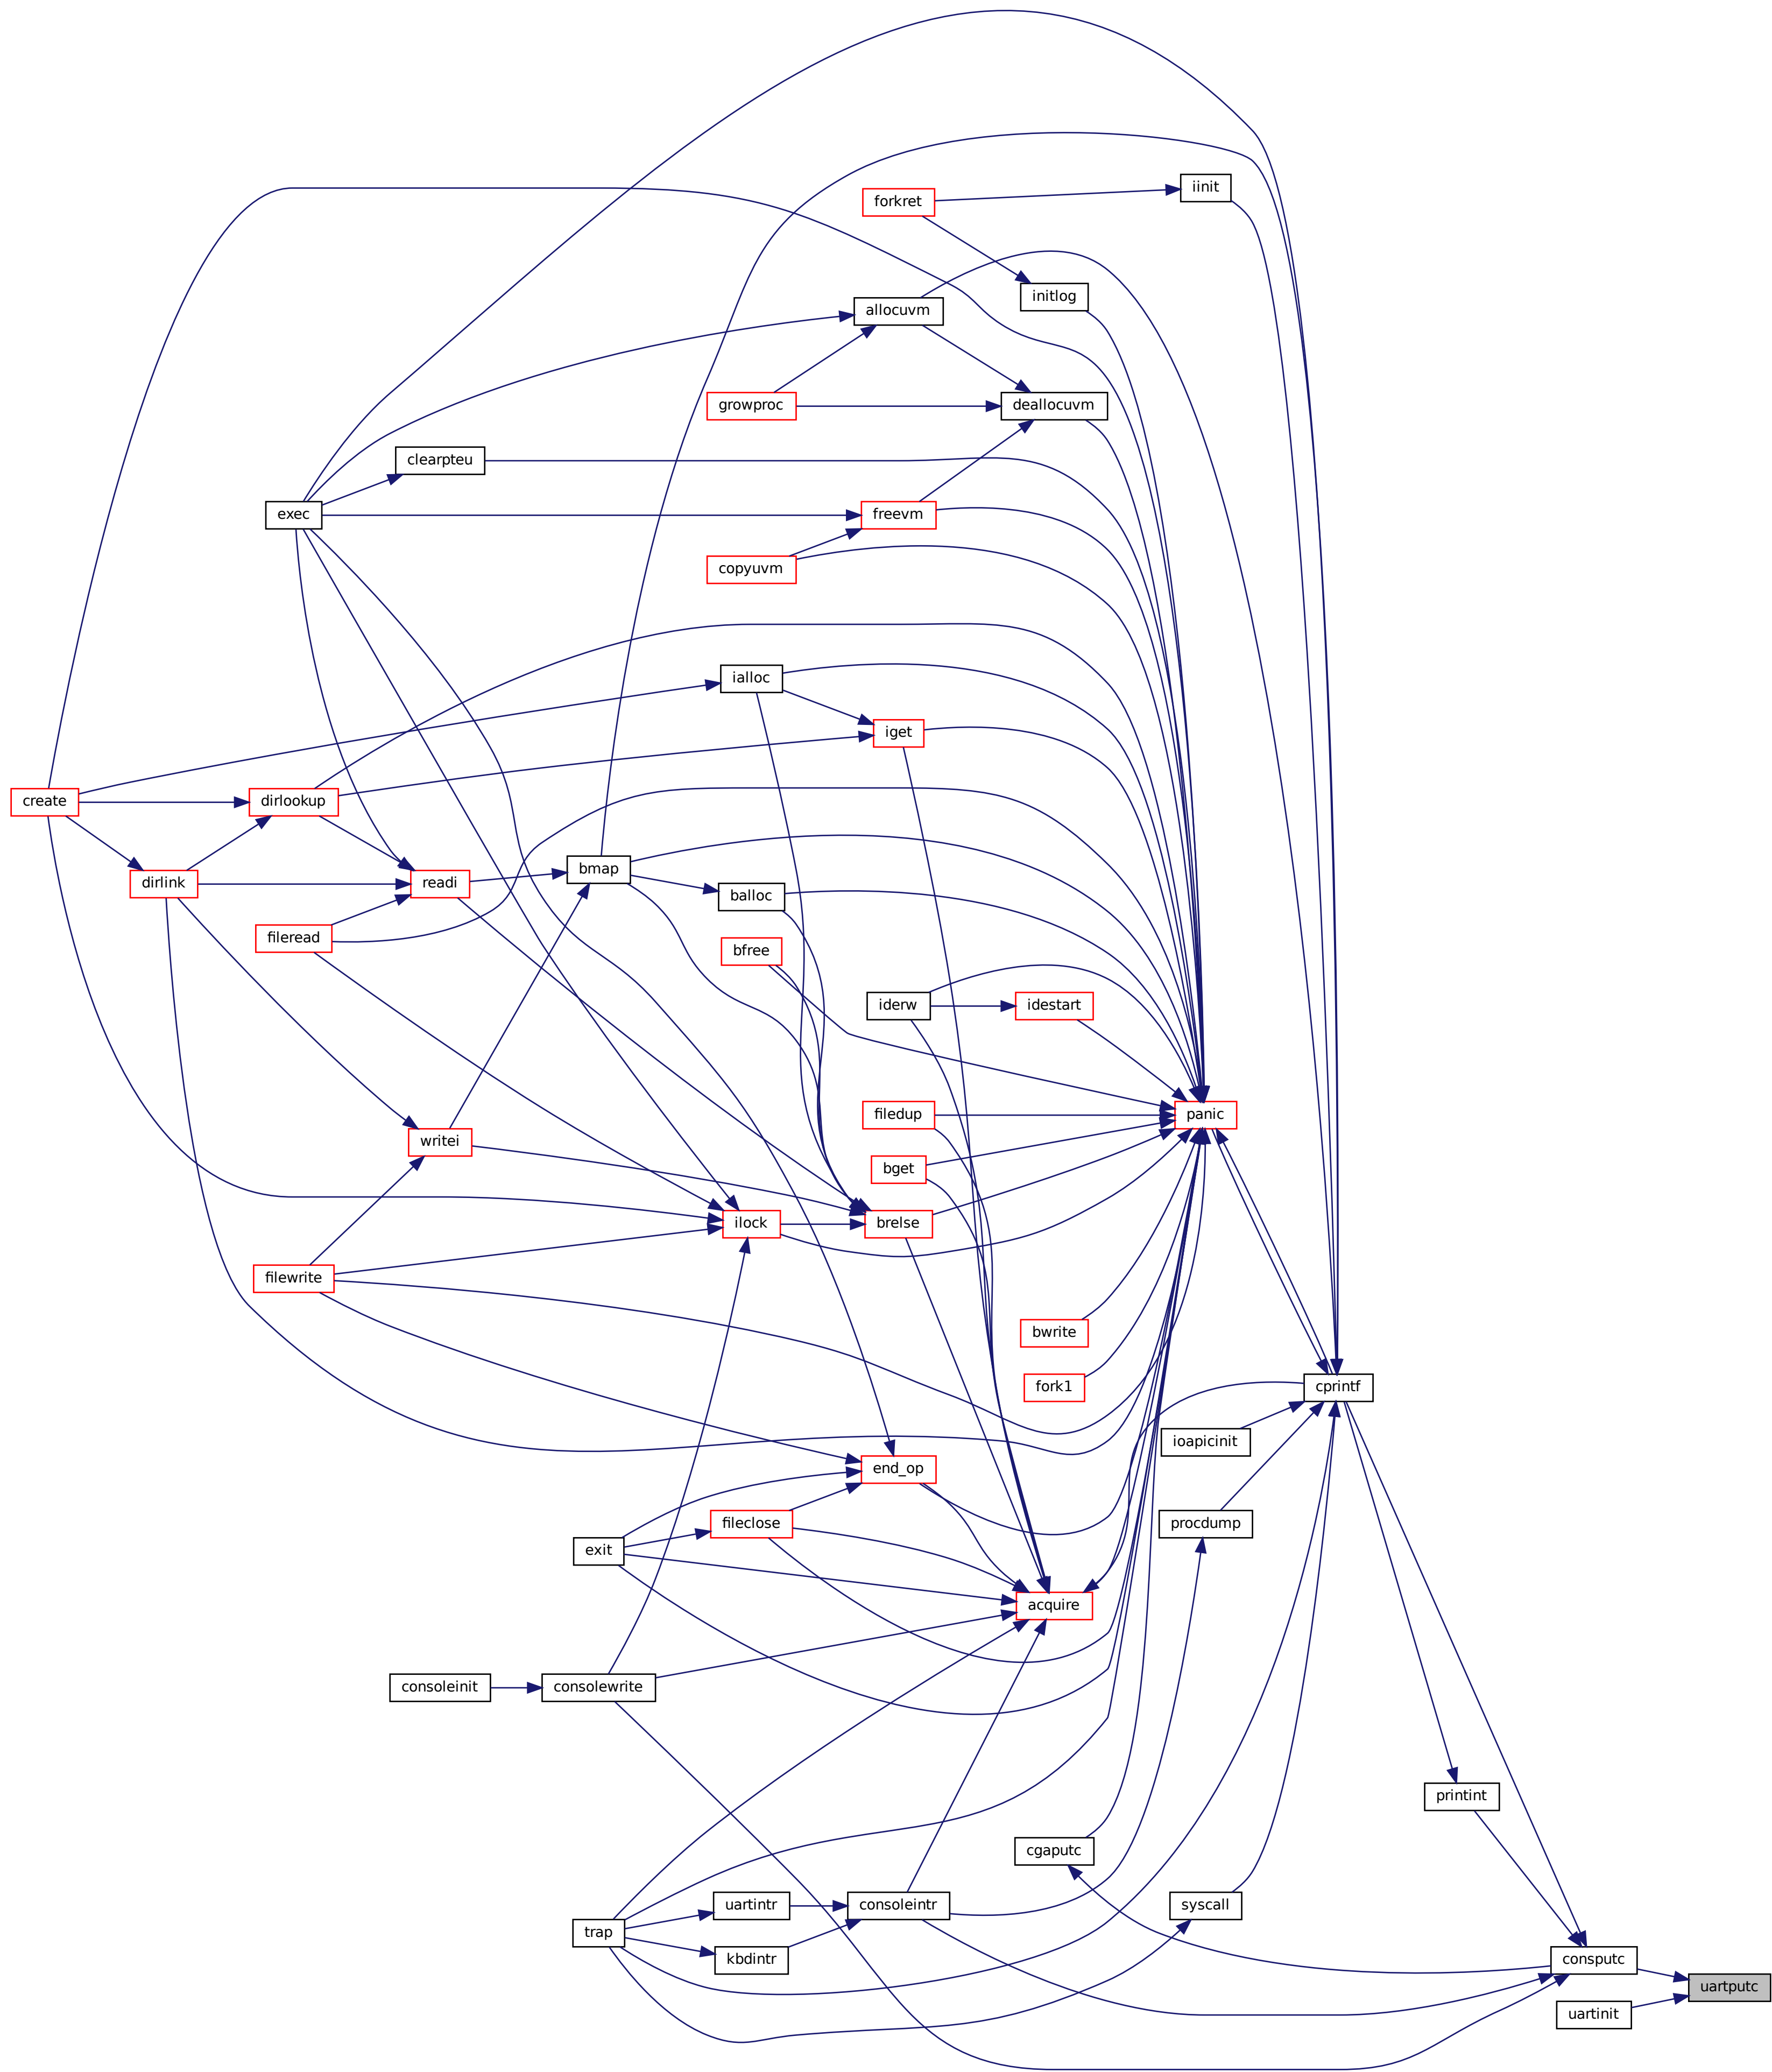 iinit
forkret
initlog
allocuvm
deallocuvm
growproc
clearpteu
exec
freevm
copyuvm
ialloc
iget
create
dirlookup
bmap
dirlink
readi
balloc
fileread
bfree
iderw
idestart
filedup
panic
writei
bget
ilock
brelse
filewrite
bwrite
fork1
cprintf
ioapicinit
end_op
fileclose
procdump
exit
acquire
consoleinit
consolewrite
printint
cgaputc
uartintr
consoleintr
syscall
trap
kbdintr
consputc
uartputc
uartinit